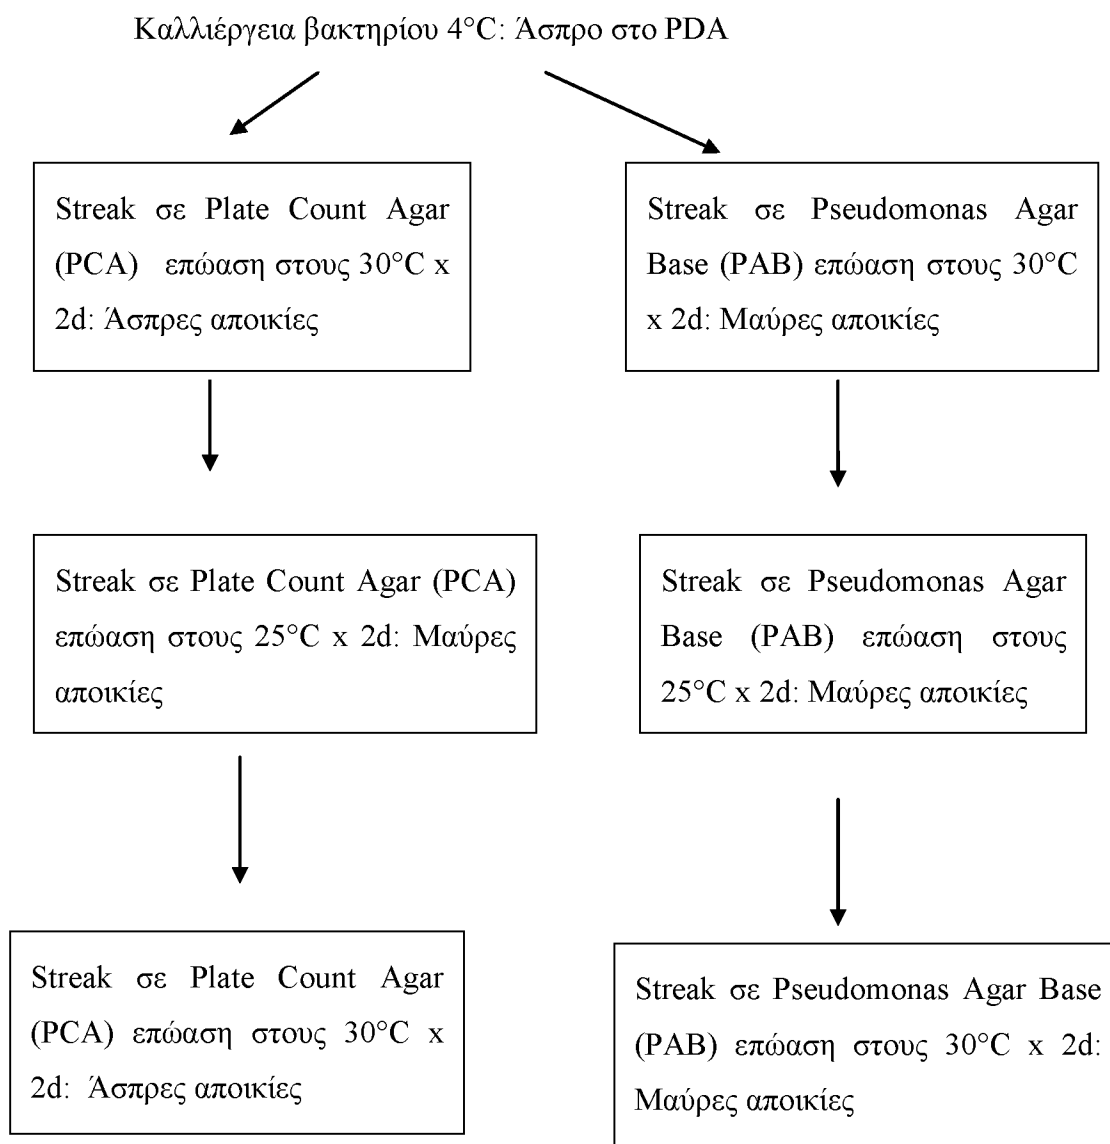 Καλλιέργεια βακτηρίου 4°C: Άσπρο στο PDA
Streak σε Plate Count Agar
(PCA) επώαση στους 30°C x
2d: Άσπρες αποικίες
Streak σε Pseudomonas Agar
Base (PAB) επώαση στους 30°C
x 2d: Μαύρες αποικίες
Streak σε Plate Count Agar (PCA)
επώαση στους 25°C x 2d: Μαύρες
αποικίες
Streak σε Pseudomonas Agar
Base (PAB) επώαση στους
25°C x 2d: Μαύρες αποικίες
Streak σε Plate Count Agar
(PCA) επώαση στους 30°C x
2d: Άσπρες αποικίες
Streak σε Pseudomonas Agar Base
(PAB) επώαση στους 30°C x 2d:
Μαύρες αποικίες